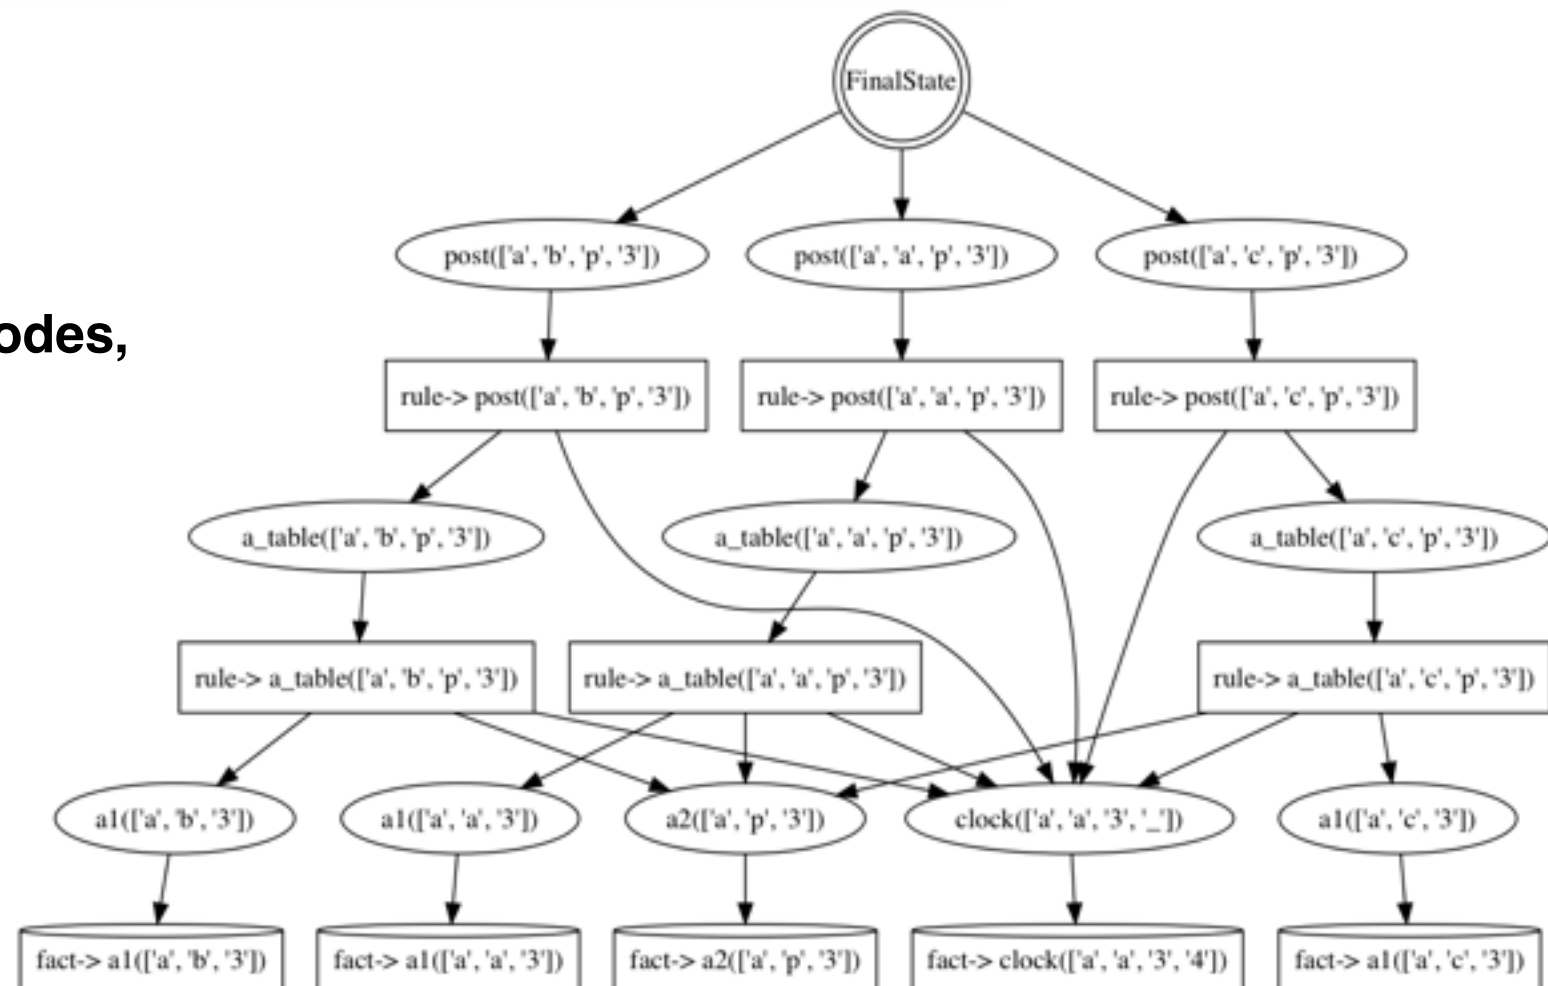 FinalState
post(['a', 'b', 'p', '3'])
post(['a', 'a', 'p', '3'])
post(['a', 'c', 'p', '3'])
odes,
rule-> post(['a', 'b', 'p', '3'])
rule-> post(['a', 'a', 'p', '3'])
rule-> post(['a', 'c', 'p', '3'])
a_table(['a', 'b', 'p', '3'])
a_table(['a', 'a', 'p', '3'])
a_table(['a', 'c', 'p', '3'])
rule-> a_table(['a', 'b', 'p', '3'])
rule-> a_table(['a', 'a', 'p', '3'])
rule-> a_table(['a', 'c', 'p', '3'])
a1(['a', 'b', '3'])
a1(['a', 'a', '3'])
a2(['a', 'p', '3'])
clock(['a', 'a', '3', '_'])
a1(['a', 'c', '3'])
fact-> a1(['a', 'b', '3'])
fact-> a1(['a', 'a', '3'])
fact-> a2(['a', 'p', '3'])
fact-> clock(['a', 'a', '3', '4'])
fact-> a1(['a', 'c', '3'])